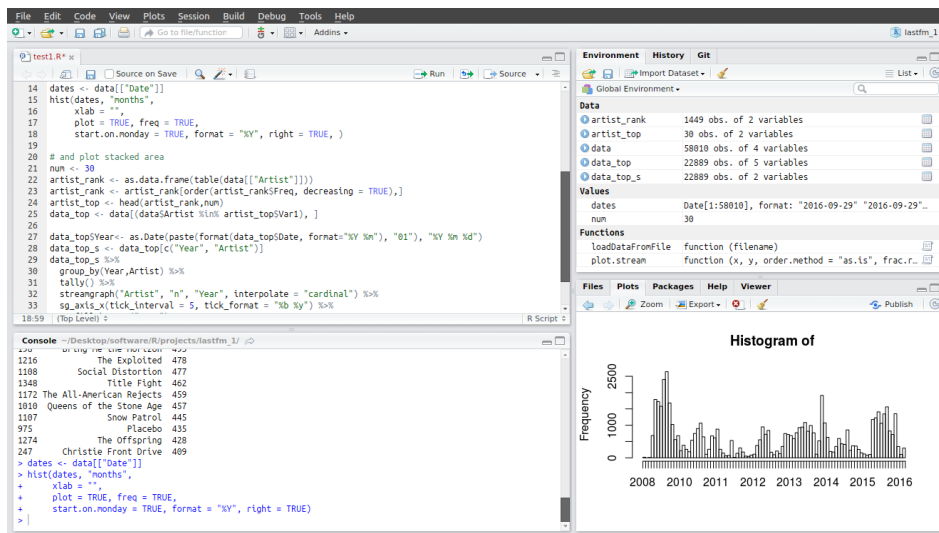 File Edit Code View Plots Session Build Debug Tools Help
Go to file/function Addins lastfm_1
test1.R* ×
Source on Save Run Source
14 dates <- data[["Date"]]
15 hist(dates, "months",
16 xlab = "",
17 plot = TRUE, freq = TRUE,
18 start.on.monday = TRUE, format = "%Y", right = TRUE, )
19
20 # and plot stacked area
21 num <- 30
22 artist_rank <- as.data.frame(table(data[["Artist"]]))
23 artist_rank <- artist_rank[order(artist_rank$Freq, decreasing = TRUE),]
24 artist_top <- head(artist_rank,num)
25 data_top <- data[(data$Artist %in% artist_top$Var1), ]
26
27 data_top$Year<- as.Date(paste(format(data_top$Date, format="%Y %m"), "01"), "%Y %m %d")
28 data_top_s <- data_top[c("Year", "Artist")]
29 data_top_s %>%
30 group_by(Year,Artist) %>%
31 tally() %>%
32 streamgraph("Artist", "n", "Year", interpolate = "cardinal") %>%
33 sg_axis_x(tick_interval = 5, tick_format = "%b %y") %>%
18:59 (Top Level) R Script
Console ~/Desktop/software/R/projects/lastfm_1/
Bring Me the Horizon
1216 The Exploited 478
1108 Social Distortion 477
1348 Title Fight 462
1172 The All-American Rejects 459
1010 Queens of the Stone Age 457
1107 Snow Patrol 445
975 Placebo 435
1274 The Offspring 428
247 Christie Front Drive 409
> dates <- data[["Date"]]
> hist(dates, "months",
+ xlab = "",
+ plot = TRUE, freq = TRUE,
+ start.on.monday = TRUE, format = "%Y", right = TRUE)
>
Environment History Git
Import Dataset List
Global Environment
Data
artist_rank 1449 obs. of 2 variables
artist_top 30 obs. of 2 variables
data 58010 obs. of 4 variables
data_top 22889 obs. of 5 variables
data_top_s 22889 obs. of 2 variables
Values
dates Date[1:58010], format: "2016-09-29" "2016-09-29"…
num 30
Functions
loadDataFromFile function (filename)
plot.stream function (x, y, order.method = "as.is", frac.r…
Files Plots Packages Help Viewer
Zoom Export Publish
Histogram of
Frequency
0 1000 2500
2008 2010 2011 2012 2013 2014 2015 2016